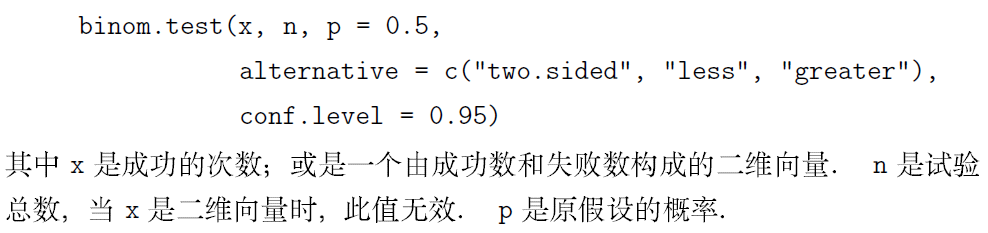 binom.test(x, n, p = 0.5,
alternative = c("two.sided", "less", "greater"),
conf.level = 0.95)
其中 x 是成功的次数；或是一个由成功数和失败数构成的二维向量． n 是试验
总数，当 x 是二维向量时，此值无效． p 是原假设的概率．